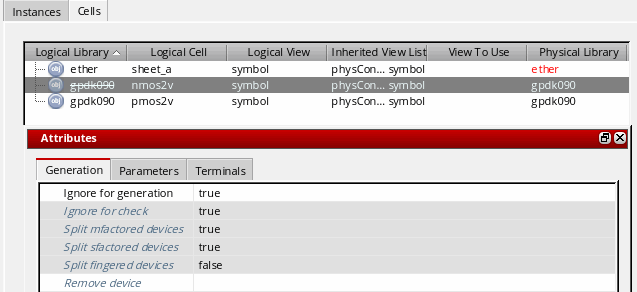 Instances Cells
Logical Library Logical Cell Logical View Inherited View List View To Use Physical Library
obj ether sheet_a symbol physCon... symbol ether
obj gpdk090 nmos2v symbol physCon... symbol gpdk090
obj gpdk090 pmos2v symbol physCon... symbol gpdk090
Attributes
Generation Parameters Terminals
Ignore for generation true
Ignore for check true
Split mfactored devices true
Split sfactored devices true
Split fingered devices false
Remove device